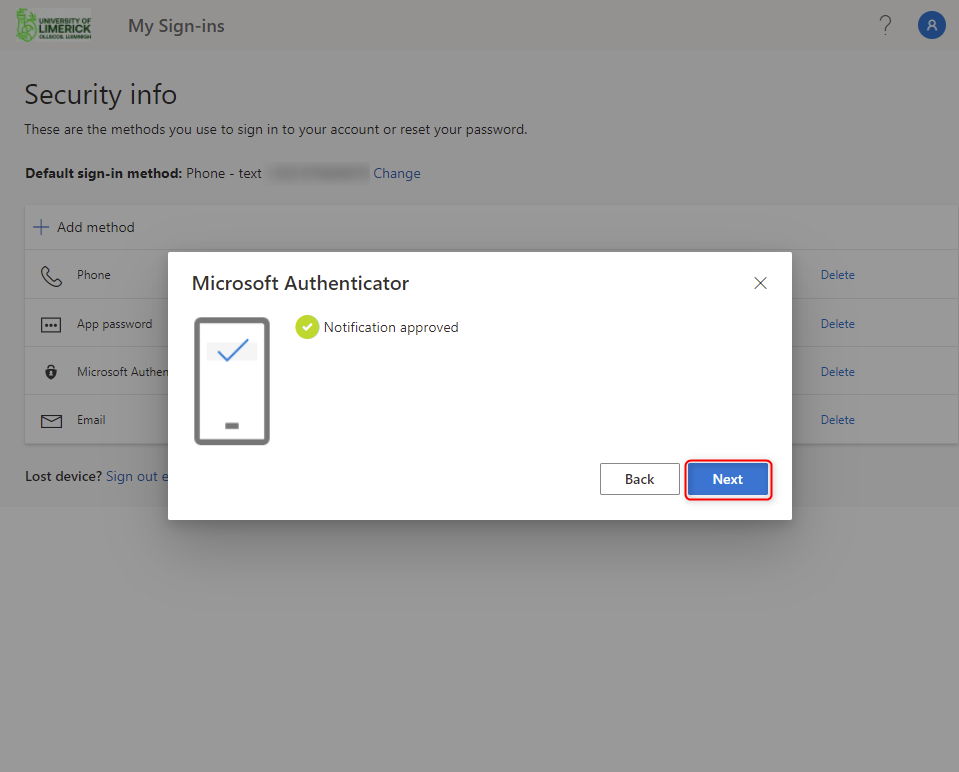 UNIVERSITY OF
LIMERICK
OLLSCOIL LUIMNIGH
My Sign-ins
?
A
Security info
These are the methods you use to sign in to your account or reset your password.
Default sign-in method: Phone - text Change
Add method
Phone Delete
App password Delete
Microsoft Authen Delete
Email Delete
Lost device? Sign out e
Microsoft Authenticator
Notification approved
Back Next